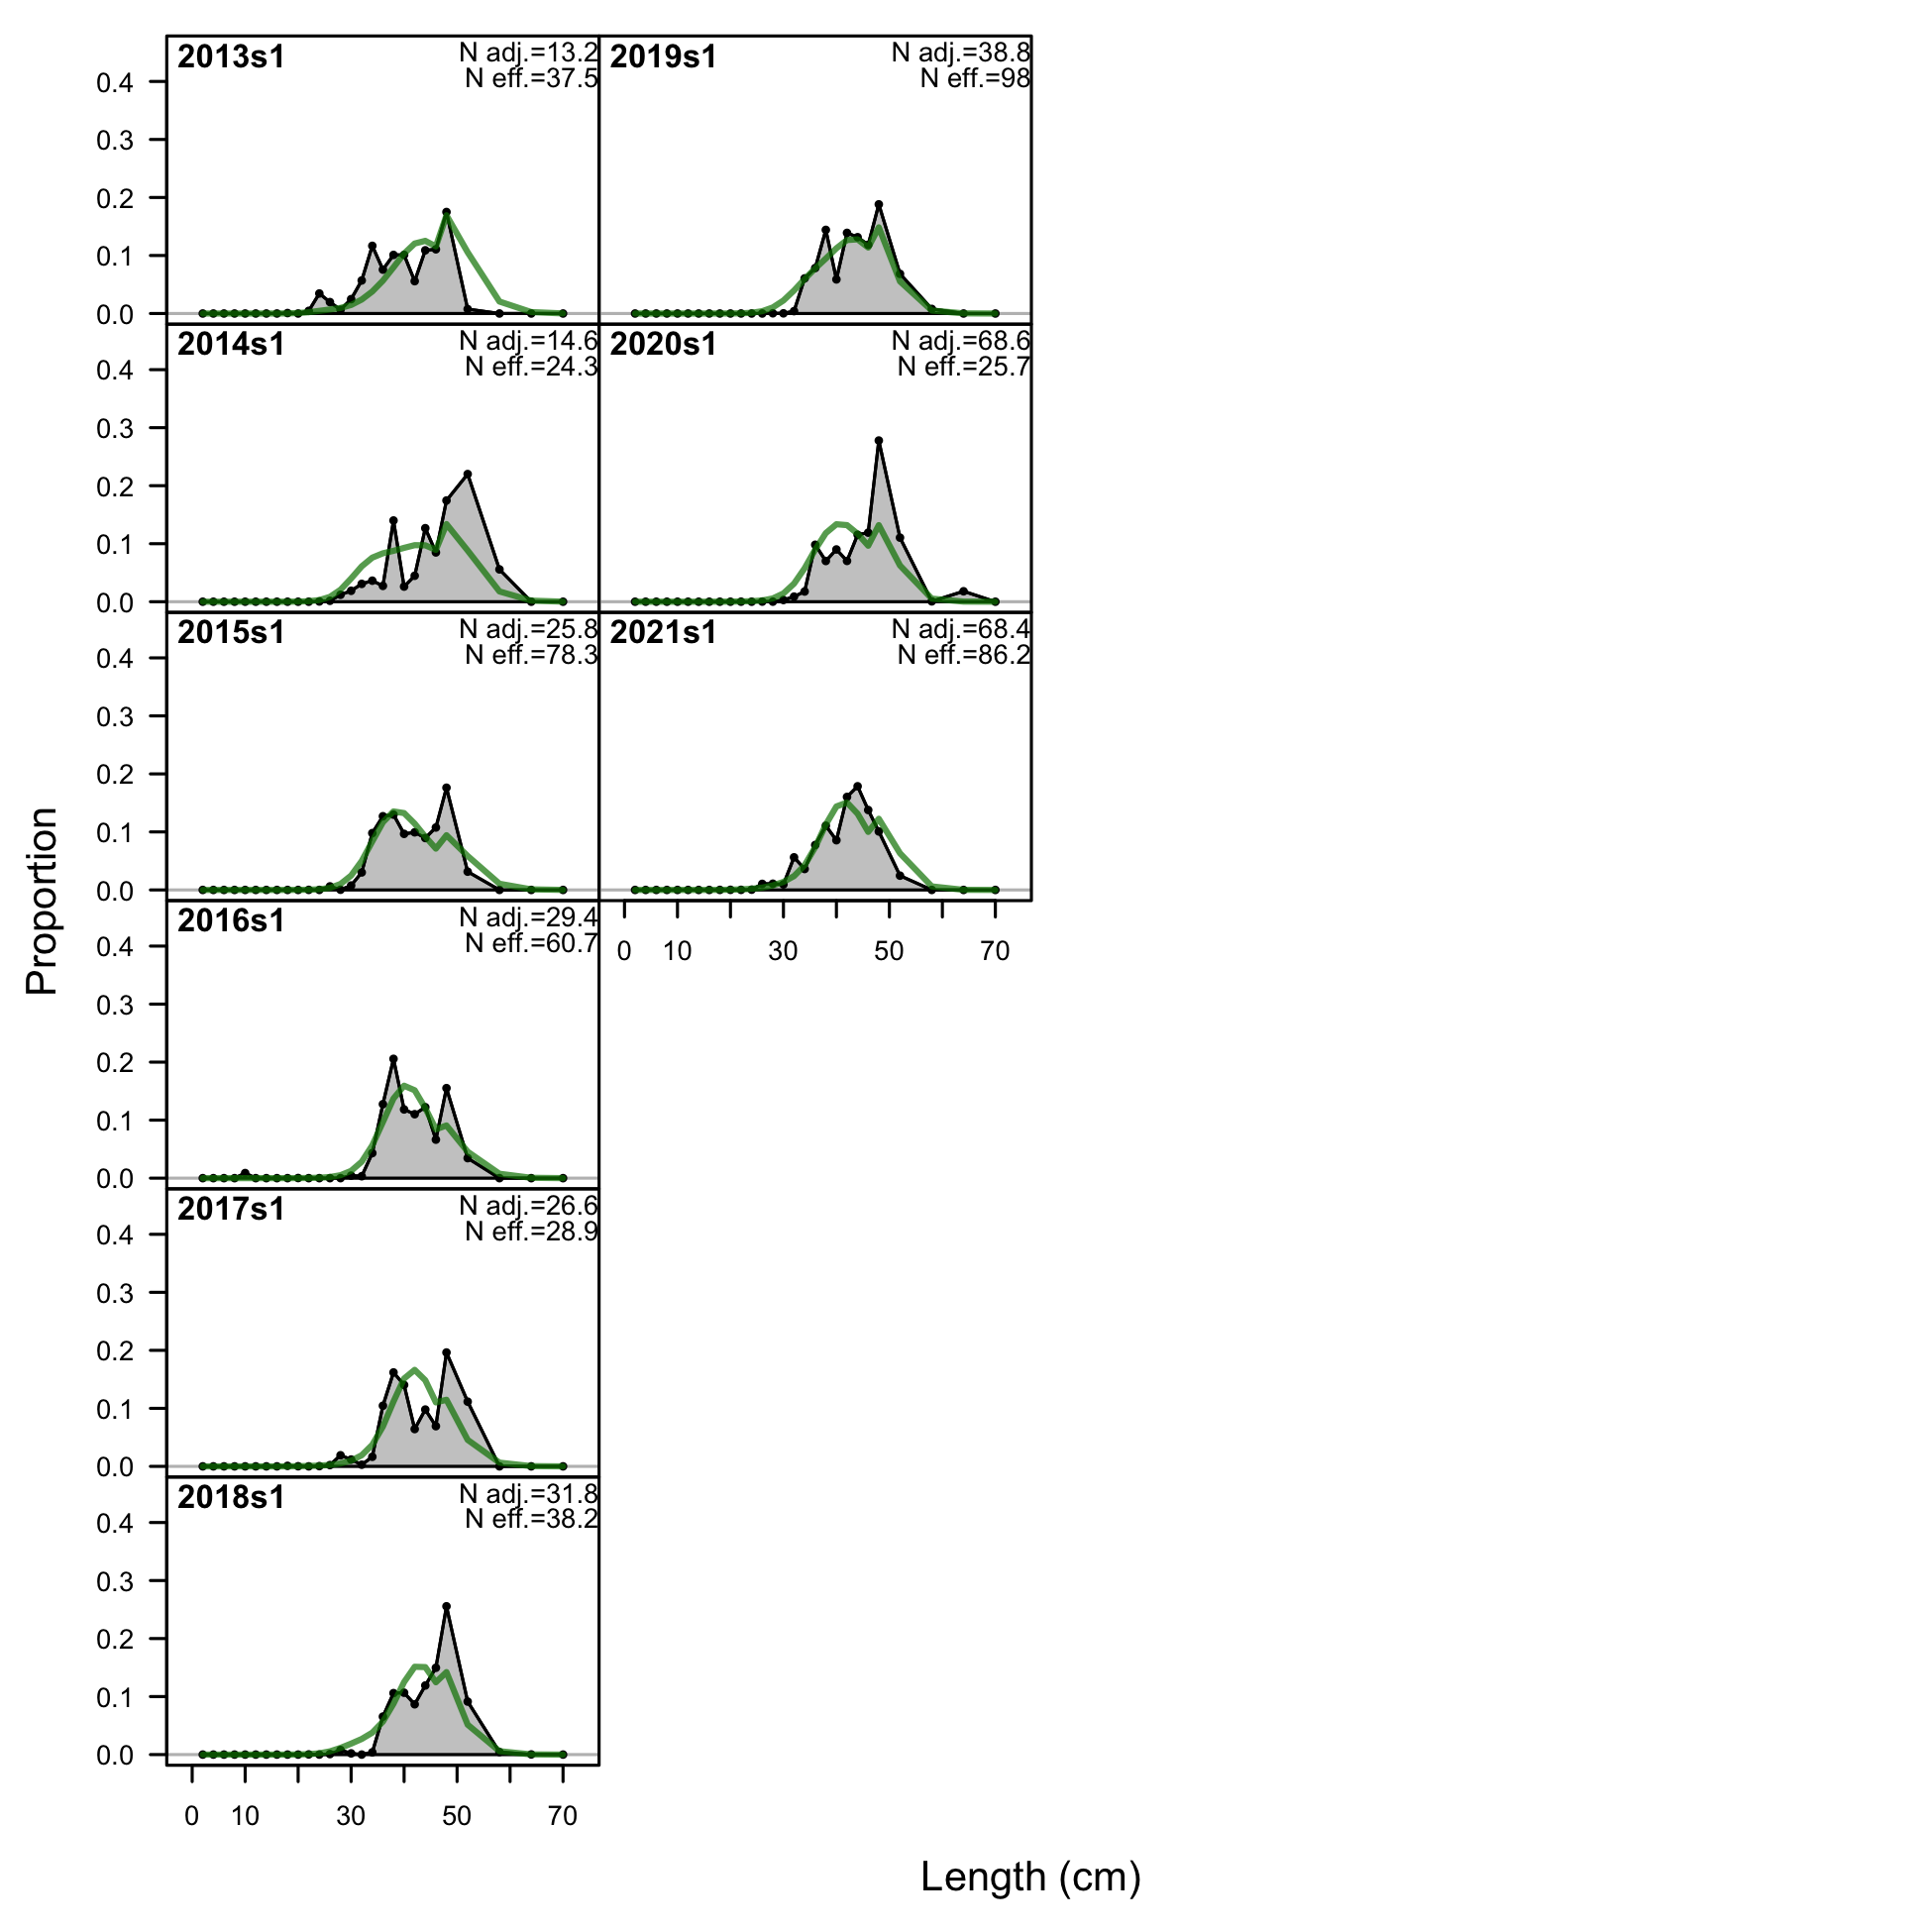 Proportion
2013s1
N adj.=13.2
N eff.=37.5
0.4
0.3
0.2
0.1
0.0
2014s1
N adj.=14.6
N eff.=24.3
0.4
0.3
0.2
0.1
0.0
2015s1
N adj.=25.8
N eff.=78.3
0.4
0.3
0.2
0.1
0.0
2016s1
N adj.=29.4
N eff.=60.7
0.4
0.3
0.2
0.1
0.0
2017s1
N adj.=26.6
N eff.=28.9
0.4
0.3
0.2
0.1
0.0
2018s1
N adj.=31.8
N eff.=38.2
0.4
0.3
0.2
0.1
0.0
0 10 30 50 70
2019s1
N adj.=38.8
N eff.=98
2020s1
N adj.=68.6
N eff.=25.7
2021s1
N adj.=68.4
N eff.=86.2
0 10 30 50 70
Length (cm)